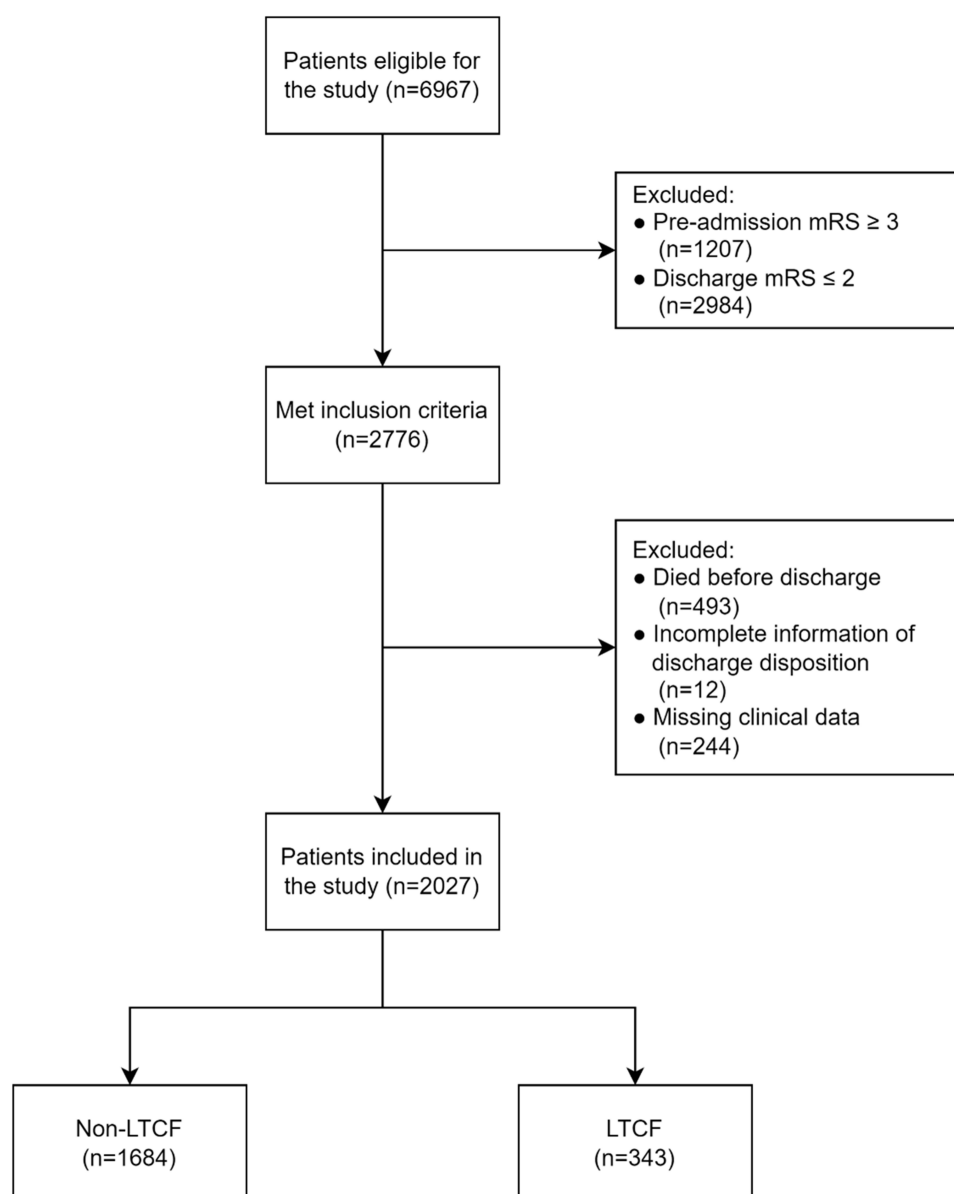 Patients eligible for
the study (n=6967)
Excluded:
● Pre-admission mRS ≥ 3
(n=1207)
● Discharge mRS ≤ 2
(n=2984)
Met inclusion criteria
(n=2776)
Excluded:
● Died before discharge
(n=493)
● Incomplete information of
discharge disposition
(n=12)
● Missing clinical data
(n=244)
Patients included in
the study (n=2027)
Non-LTCF
(n=1684)
LTCF
(n=343)